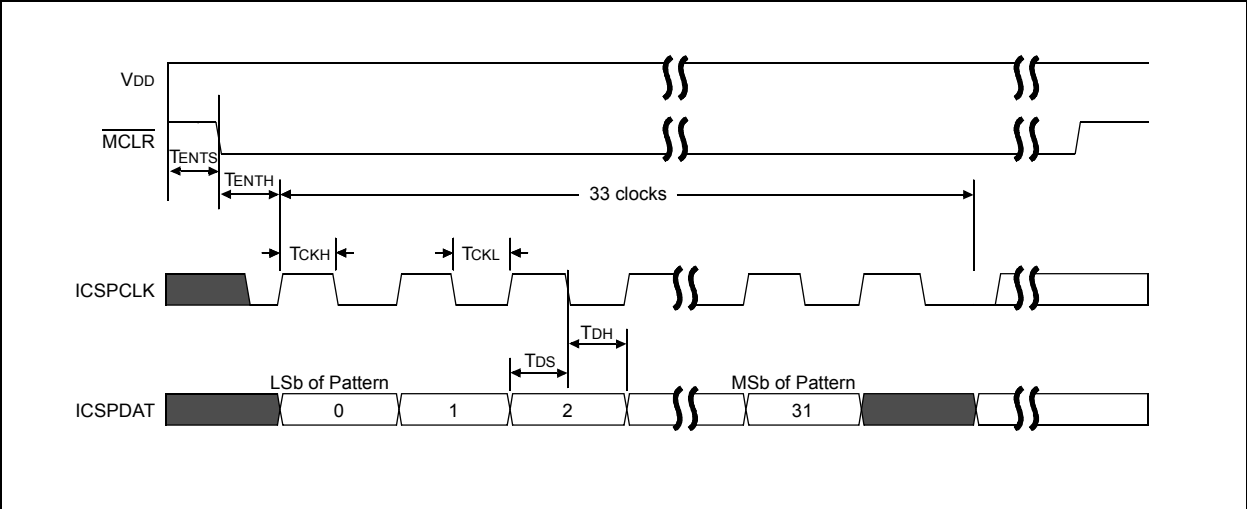 VDD
MCLR
TENTS
TENTH
33 clocks
TCKH
TCKL
ICSPCLK
TDH
TDS
LSb of Pattern
MSb of Pattern
ICSPDAT
0
1
2
31